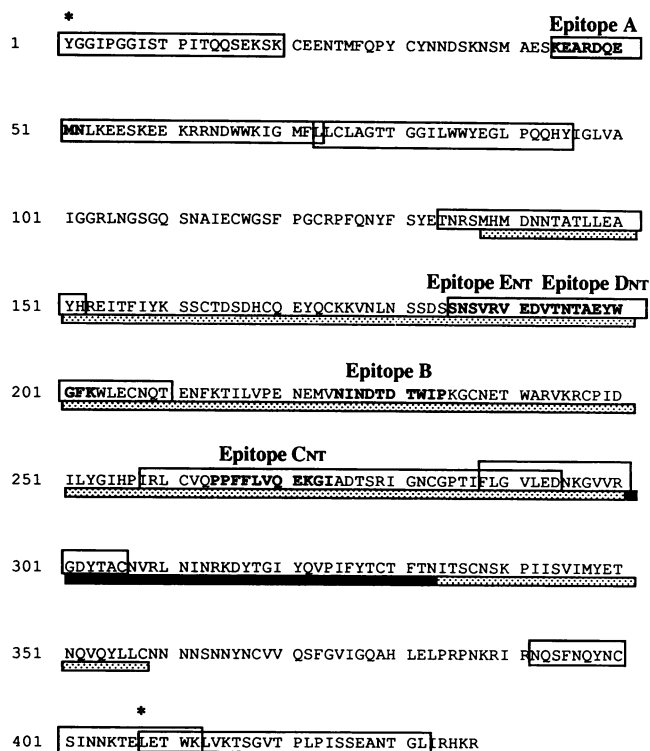 *
Epitope A
1 YGGIPGGIST PITQQSEKSK CEENTMFQPY CYNNDSKNSM AESKEARDQE
51 MNLKEESKEE KRRNDWWKIG MFLLCLAGTT GGILWWYEGL PQQHYIGLVA
101 IGGRLNGSGQ SNAIECWGSF PGCRPFQNYF SYETNRSMHM DNNTATLLEA
151 YHREITFIYK SSCTDSDHCQ EYQCKKVNLN SSDSSNSVRV EDVTNTAEYW
Epitope ENT Epitope DNT
201 GFKWLECNQT ENFKTILVPE NEMVNINDTD TWIPKGCNET WARVKRCPID
Epitope B
251 ILYGIHPIRL CVQPPFFLVQ EKGIADTSRI GNCGPTIFLG VLEDNKGVVR
Epitope CNT
301 GDYTACNVRL NINRKDYTGI YQVPIFYTCT FTNITSCNSK PIISVIMYET
351 NQVQYLLCNN NNSNNYNCVV QSFGVIGQAH LELPRPNKRI RNQSFNQYNC
*
401 SINNKTELET WKLVKTSGVT PLPISSEANT GLIRHKR